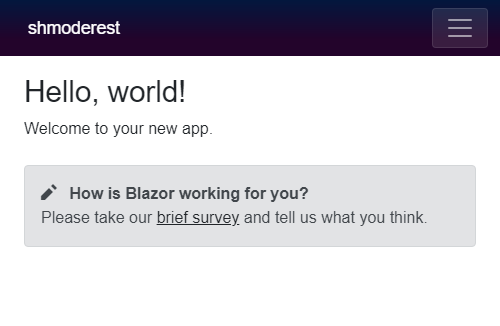 shmoderest
Hello, world!
Welcome to your new app.
How is Blazor working for you?
Please take our brief survey and tell us what you think.